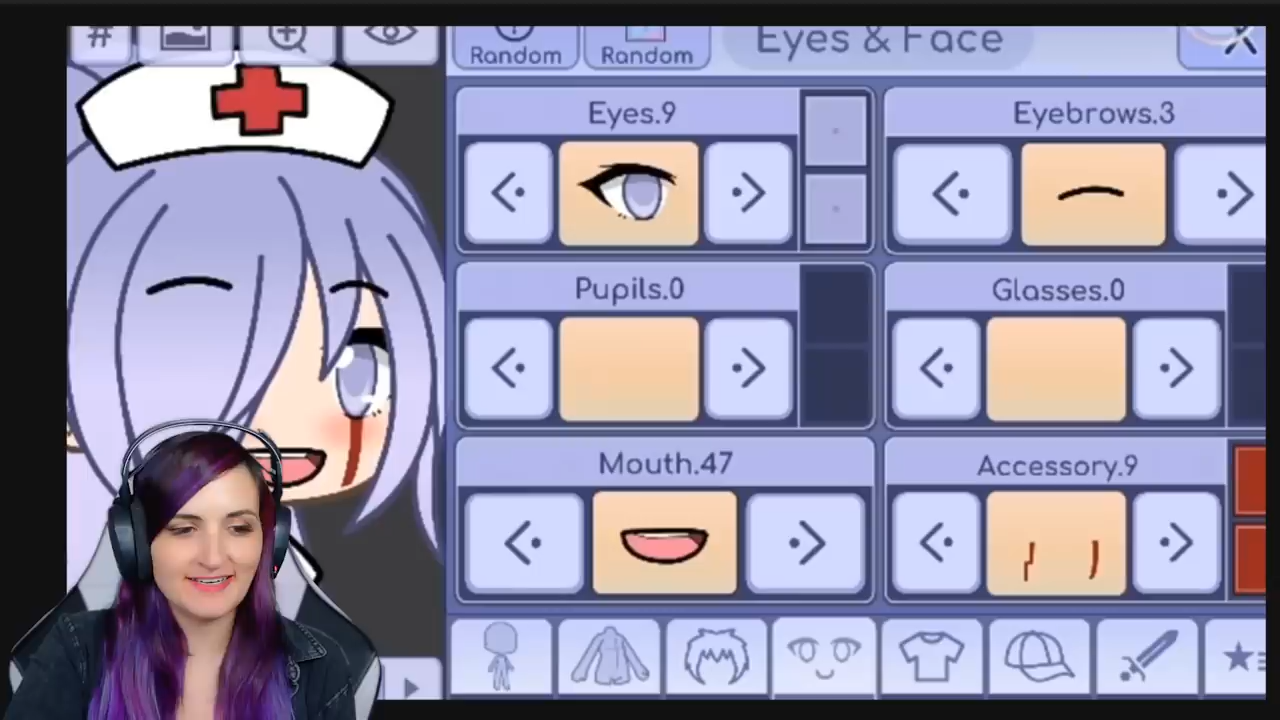 #
Random
Random
Eyes & Face
Eyes.9
Eyebrows.3
Pupils.0
Glasses.0
Mouth.47
Accessory.9